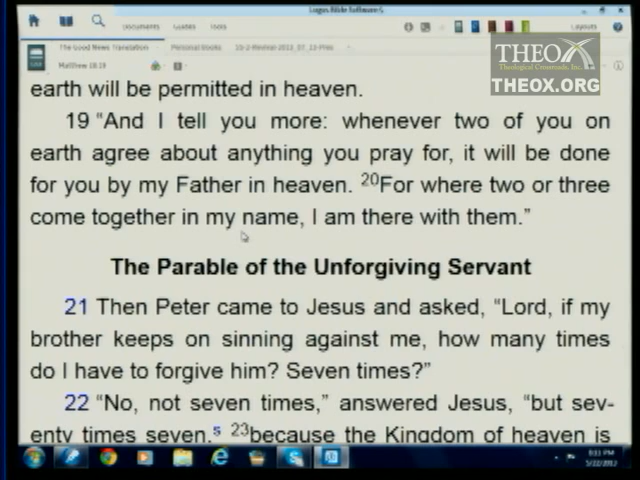 Logos Bible Software 5
Documents Guides Tools Layouts
The Good News Translation Personal Books
Matthew 18:19
THEOX
Theological Crossroads, Inc.
THEOX.ORG
earth will be permitted in heaven.
19 “And I tell you more: whenever two of you on
earth agree about anything you pray for, it will be done
for you by my Father in heaven. 20For where two or three
come together in my name, I am there with them.”
The Parable of the Unforgiving Servant
21 Then Peter came to Jesus and asked, “Lord, if my
brother keeps on sinning against me, how many times
do I have to forgive him? Seven times?”
22 “No, not seven times,” answered Jesus, “but sev-
enty times seven.5 23because the Kingdom of heaven is
8:33 PM
5/22/2013